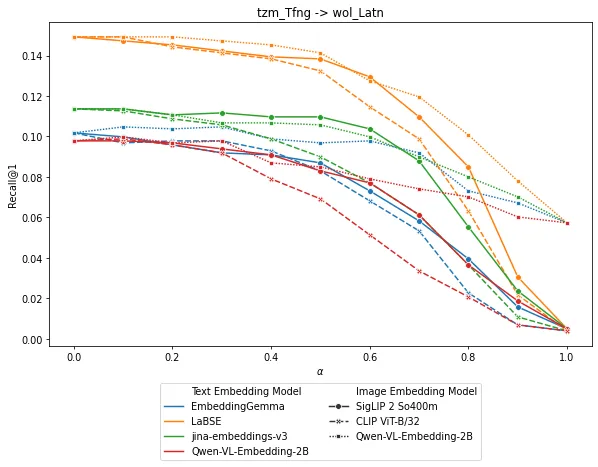 tzm_Tfng -> wol_Latn
Recall@1
0.14
0.12
0.10
0.08
0.06
0.04
0.02
0.00
0.0 0.2 0.4 0.6 0.8 1.0
α
Text Embedding Model
EmbeddingGemma
LaBSE
jina-embeddings-v3
Qwen-VL-Embedding-2B
Image Embedding Model
SigLIP 2 So400m
CLIP ViT-B/32
Qwen-VL-Embedding-2B